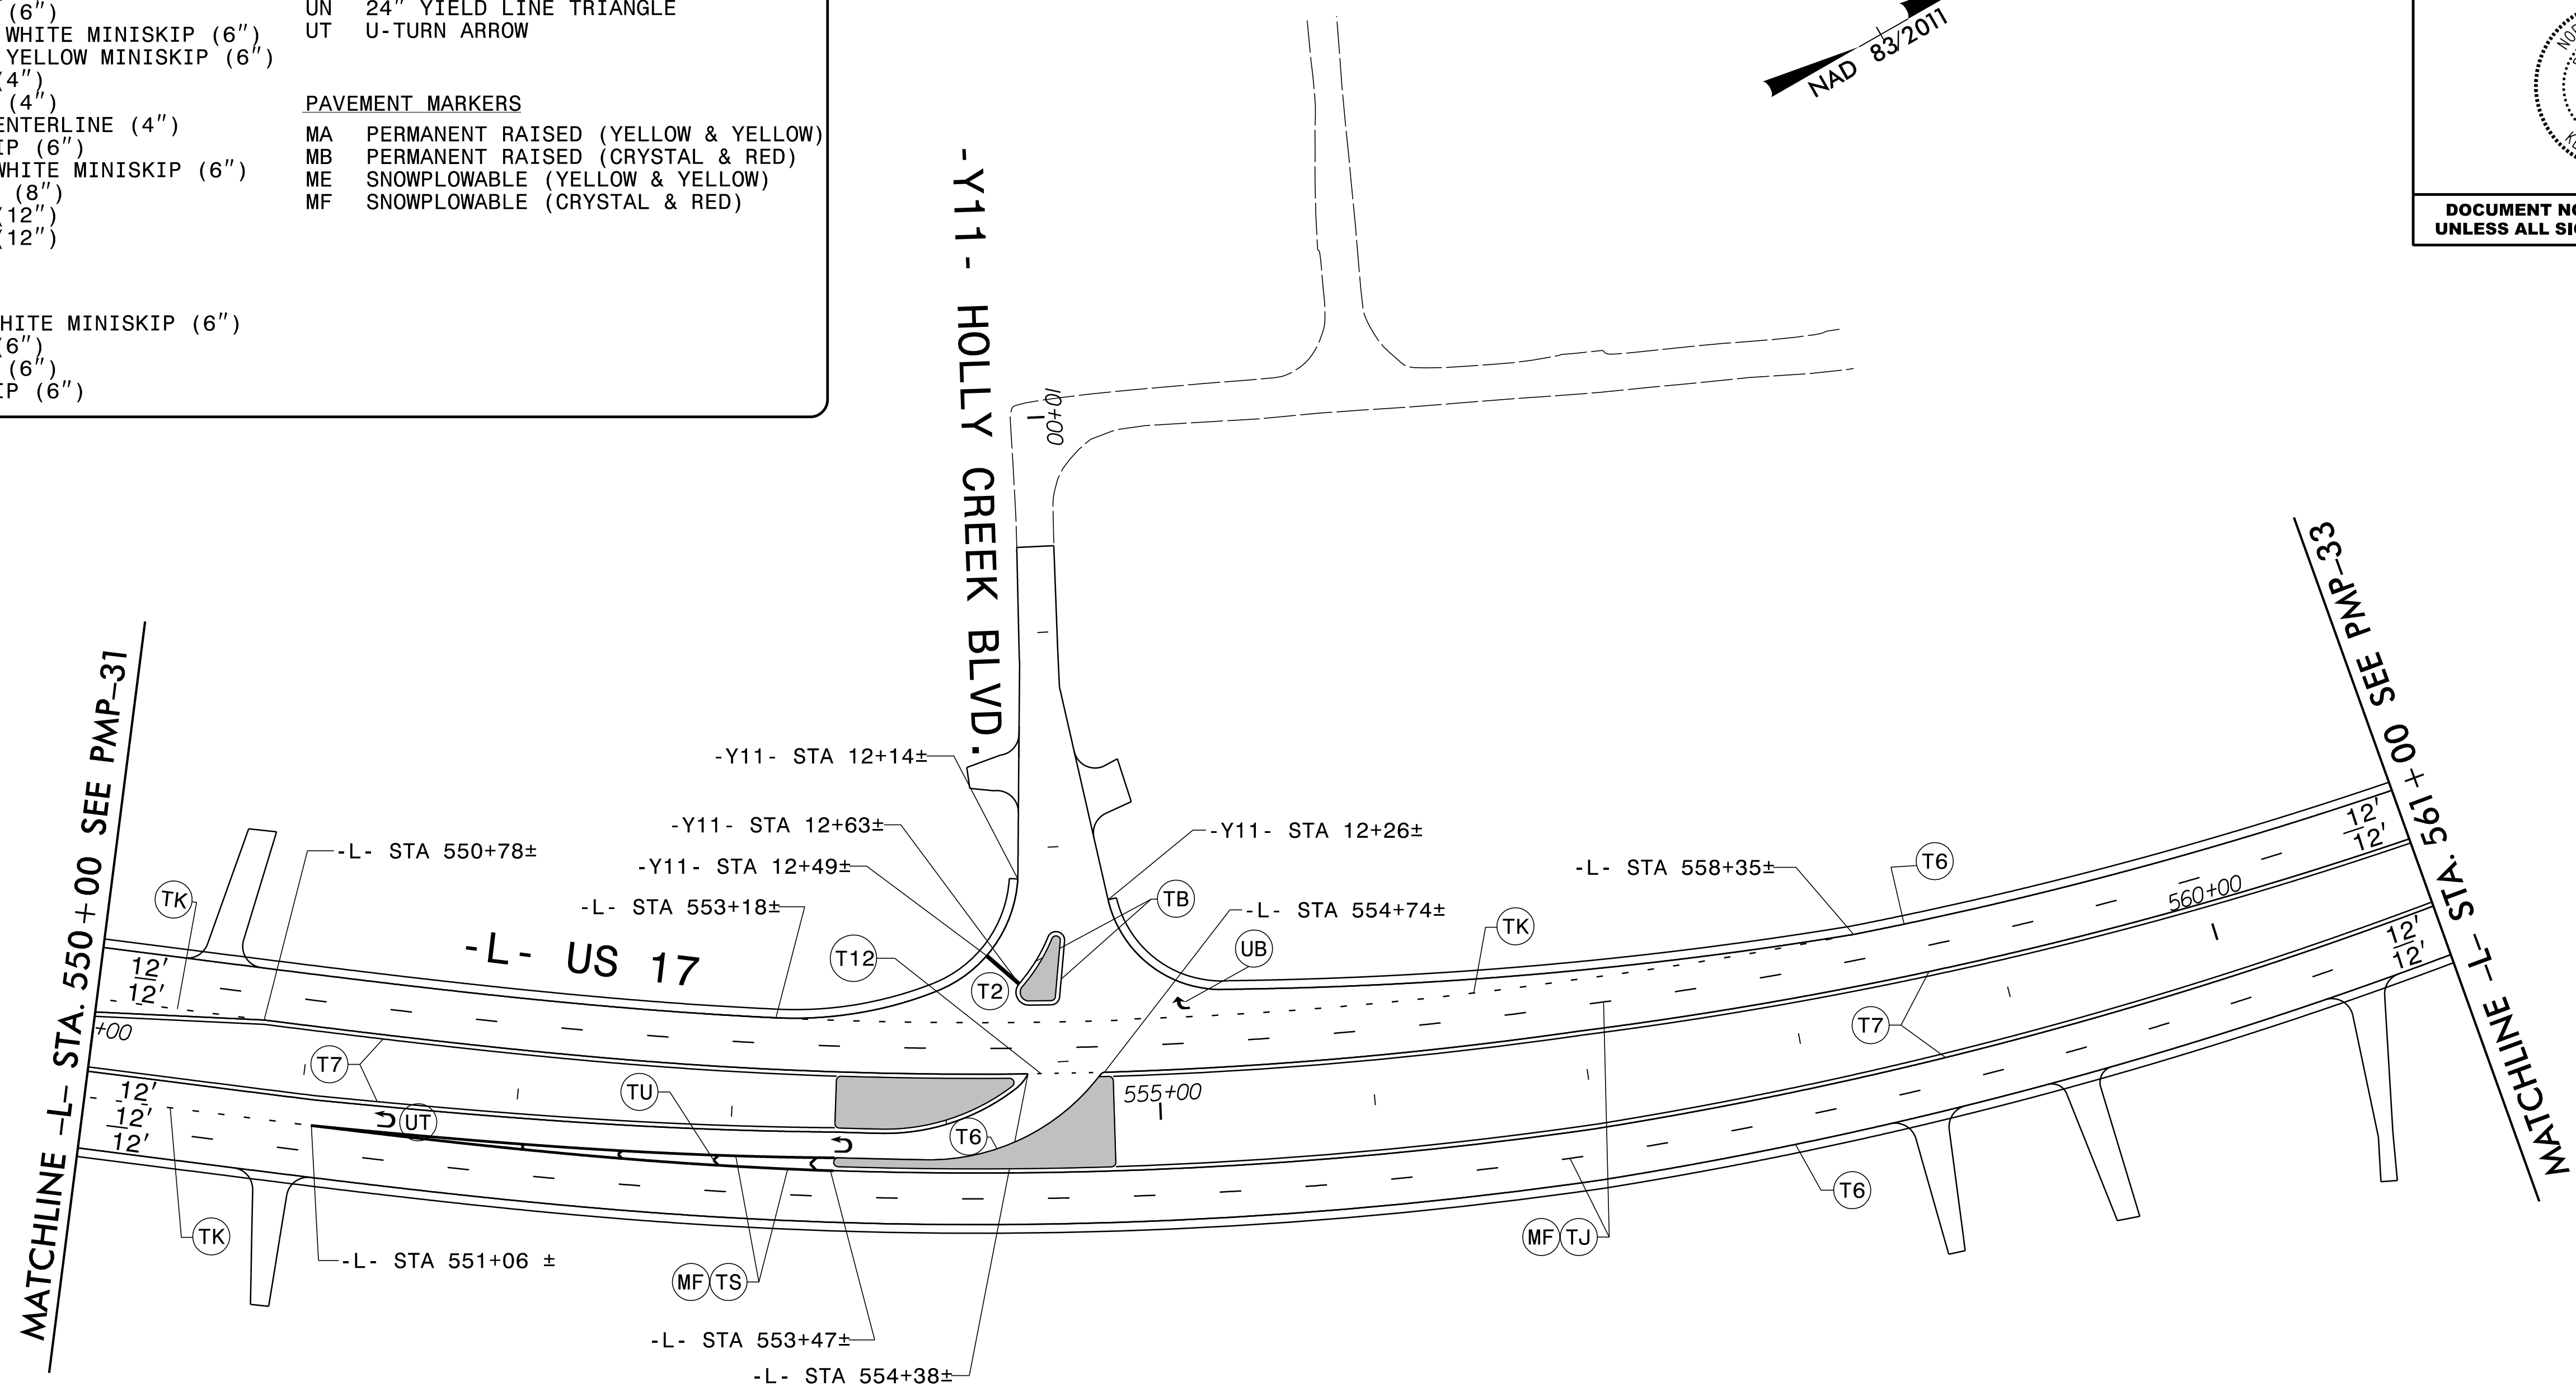 (6")
WHITE MINISKIP (6")
YELLOW MINISKIP (6")
(4")
(4")
ENTERLINE (4")
IP (6")
WHITE MINISKIP (6")
(8")
(12")
(12")
HITE MINISKIP (6")
(6")
(6")
IP (6")
UN 24" YIELD LINE TRIANGLE
UT U-TURN ARROW
PAVEMENT MARKERS
MA PERMANENT RAISED (YELLOW & YELLOW)
MB PERMANENT RAISED (CRYSTAL & RED)
ME SNOWPLOWABLE (YELLOW & YELLOW)
MF SNOWPLOWABLE (CRYSTAL & RED)
NAD 83/2011
DOCUMENT NO
UNLESS ALL SIG
-Y11- HOLLY CREEK BLVD.
10+00
MATCHLINE -L- STA. 550+00 SEE PMP-31
MATCHLINE -L- STA. 561+00 SEE PMP-33
-Y11- STA 12+14±
-Y11- STA 12+63±
-Y11- STA 12+49±
-Y11- STA 12+26±
-L- STA 550+78±
-L- STA 553+18±
-L- STA 554+74±
-L- STA 558+35±
T6
TK
TB
TK
UB
T12
T2
-L- US 17
12'
12'
12'
12'
560+00
12'
12'
+00
T7
T7
TU
555+00
12'
12'
12'
UT
T6
T6
TK
MF TJ
-L- STA 551+06 ±
MF TS
-L- STA 553+47±
-L- STA 554+38±